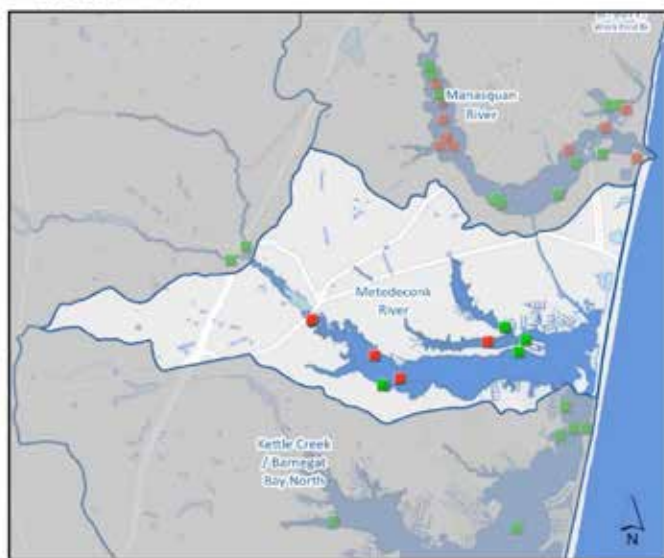 Manasquan
River
Metedeconk
River
Kettle Creek
/ Barnegat
Bay North
N